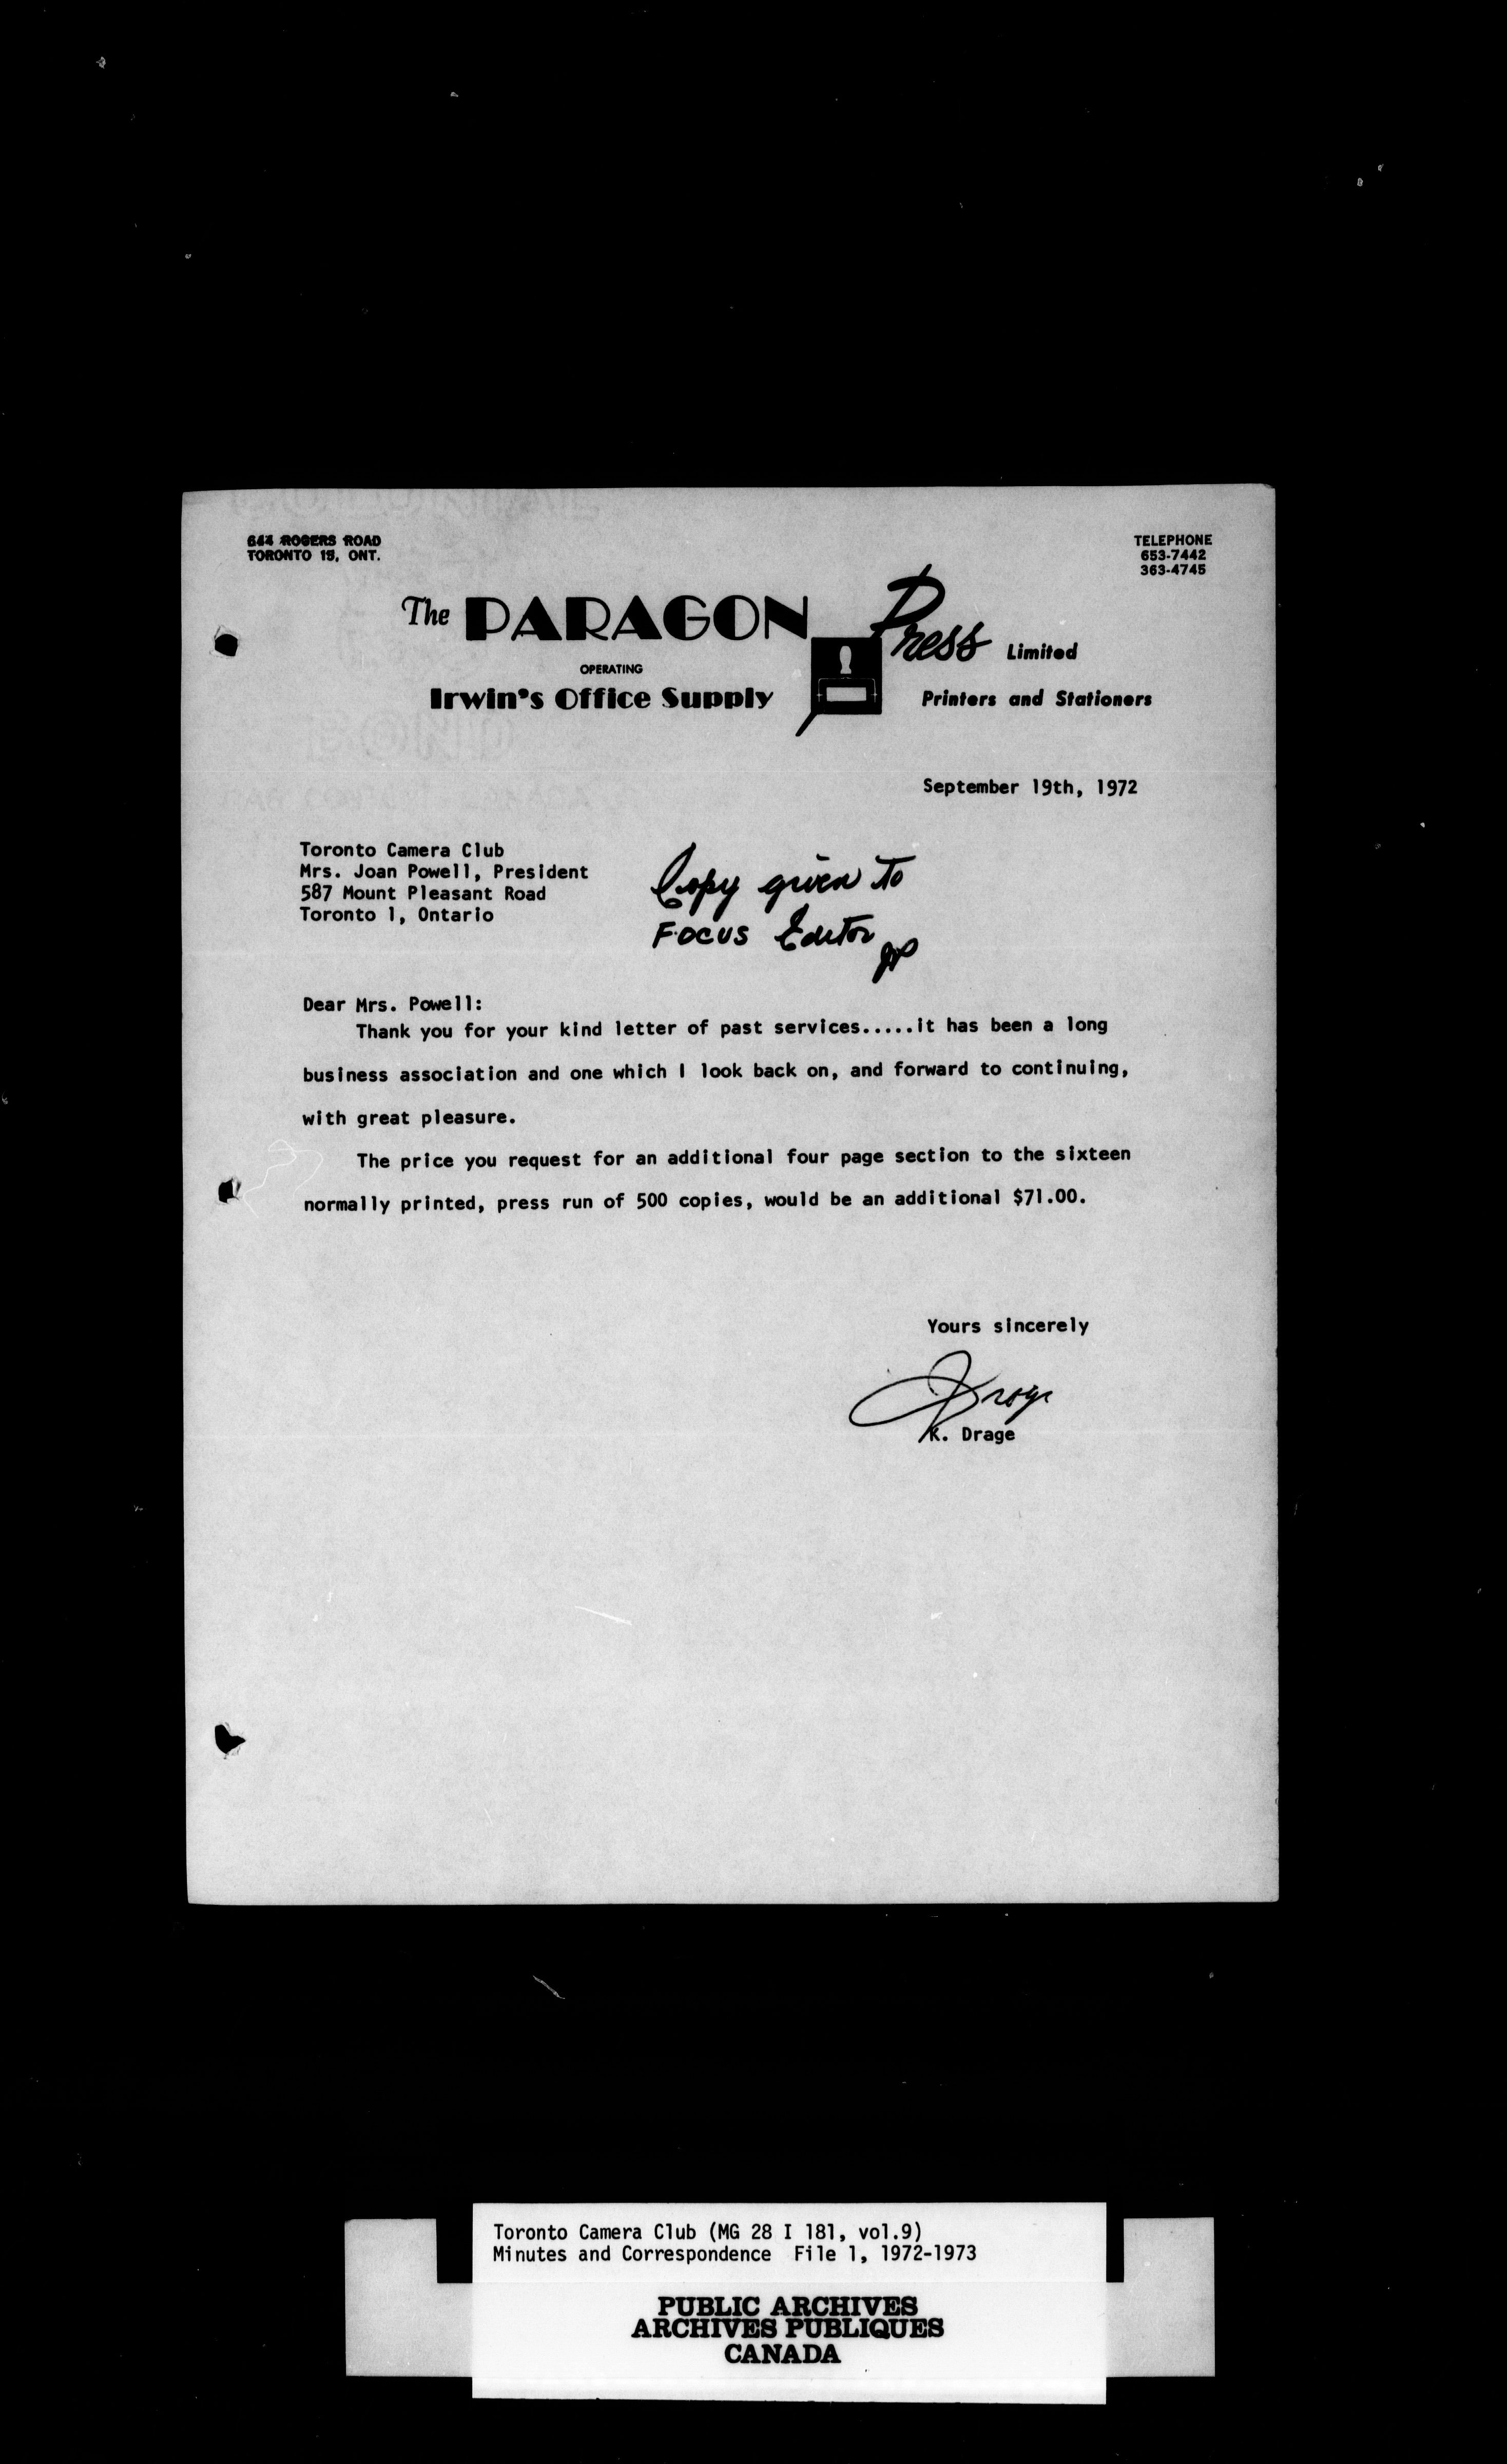 ROGERS ROAD
TORONTO ONT.
TELEPHONE
653-7442
363-4745
The PARAGON Press Limited
OPERATING
Irwin's Office Supply
Printers and Stationers
September 19th, 1972
Toronto Camera Club
Mrs. Joan Powell, President
587 Mount Pleasant Road
Toronto 1, Ontario
Copy given to
FOCUS Editor
JP
Dear Mrs. Powell:
Thank you for your kind letter of past services.....it has been a long
business association and one which I look back on, and forward to continuing,
with great pleasure.
The price you request for an additional four page section to the sixteen
normally printed, press run of 500 copies, would be an additional $71.00.
Yours sincerely
KDrage
K. Drage
Toronto Camera Club (MG 28 I 181, vol.9)
Minutes and Correspondence File 1, 1972-1973
PUBLIC ARCHIVES
ARCHIVES PUBLIQUES
CANADA